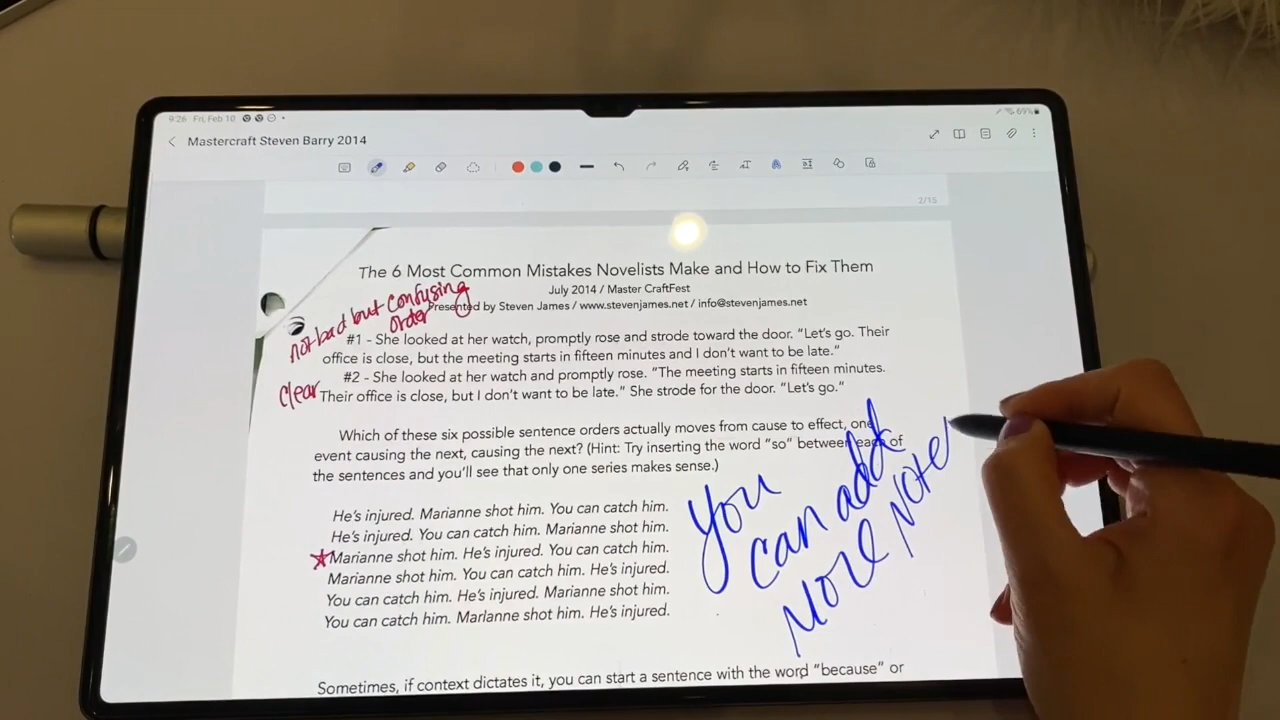 9:26 Fri, Feb 10
69%
Mastercraft Steven Barry 2014
2/15
The 6 Most Common Mistakes Novelists Make and How to Fix Them
July 2014 / Master CraftFest
Presented by Steven James / www.stevenjames.net / info@stevenjames.net
not bad but confusing
order
#1 - She looked at her watch, promptly rose and strode toward the door. "Let's go. Their
office is close, but the meeting starts in fifteen minutes and I don't want to be late."
#2 - She looked at her watch and promptly rose. "The meeting starts in fifteen minutes.
clear
Their office is close, but I don't want to be late." She strode for the door. "Let's go."
Which of these six possible sentence orders actually moves from cause to effect, one
event causing the next, causing the next? (Hint: Try inserting the word "so" between each of
the sentences and you'll see that only one series makes sense.)
He's injured. Marianne shot him. You can catch him.
He's injured. You can catch him. Marianne shot him.
Marianne shot him. He's injured. You can catch him.
Marianne shot him. You can catch him. He's injured.
You can catch him. He's injured. Marianne shot him.
You can catch him. Marianne shot him. He's injured.
You
can add
More Note
Sometimes, if context dictates it, you can start a sentence with the word "because" or